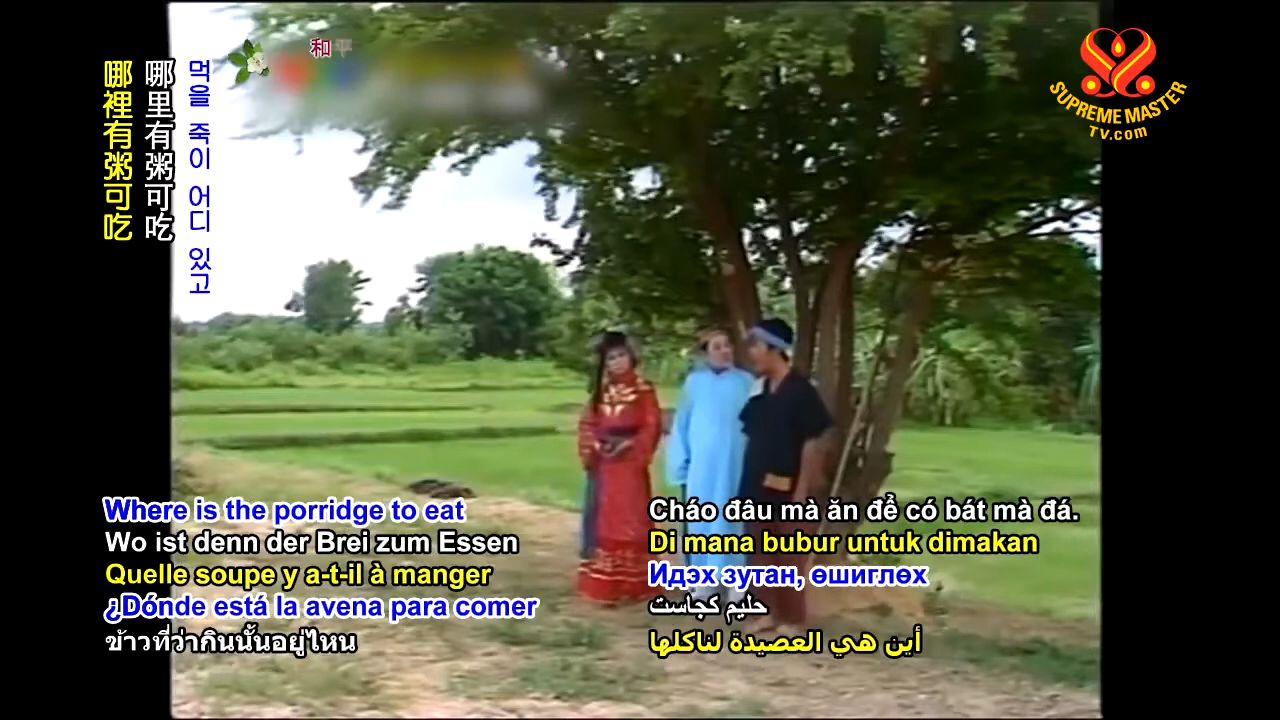 和平
SUPREME MASTER
TV.com
哪裡有粥可吃
哪里有粥可吃
먹을 죽이 어디 있고
Where is the porridge to eat
Wo ist denn der Brei zum Essen
Quelle soupe y a-t-il à manger
¿Dónde está la avena para comer
ข้าวที่ว่ากินนั้นอยู่ไหน
Cháo đâu mà ăn để có bát mà đá.
Di mana bubur untuk dimakan
Идэх зутан, өшиглөх
حلیم کجاست
أين هي العصيدة لناكلها